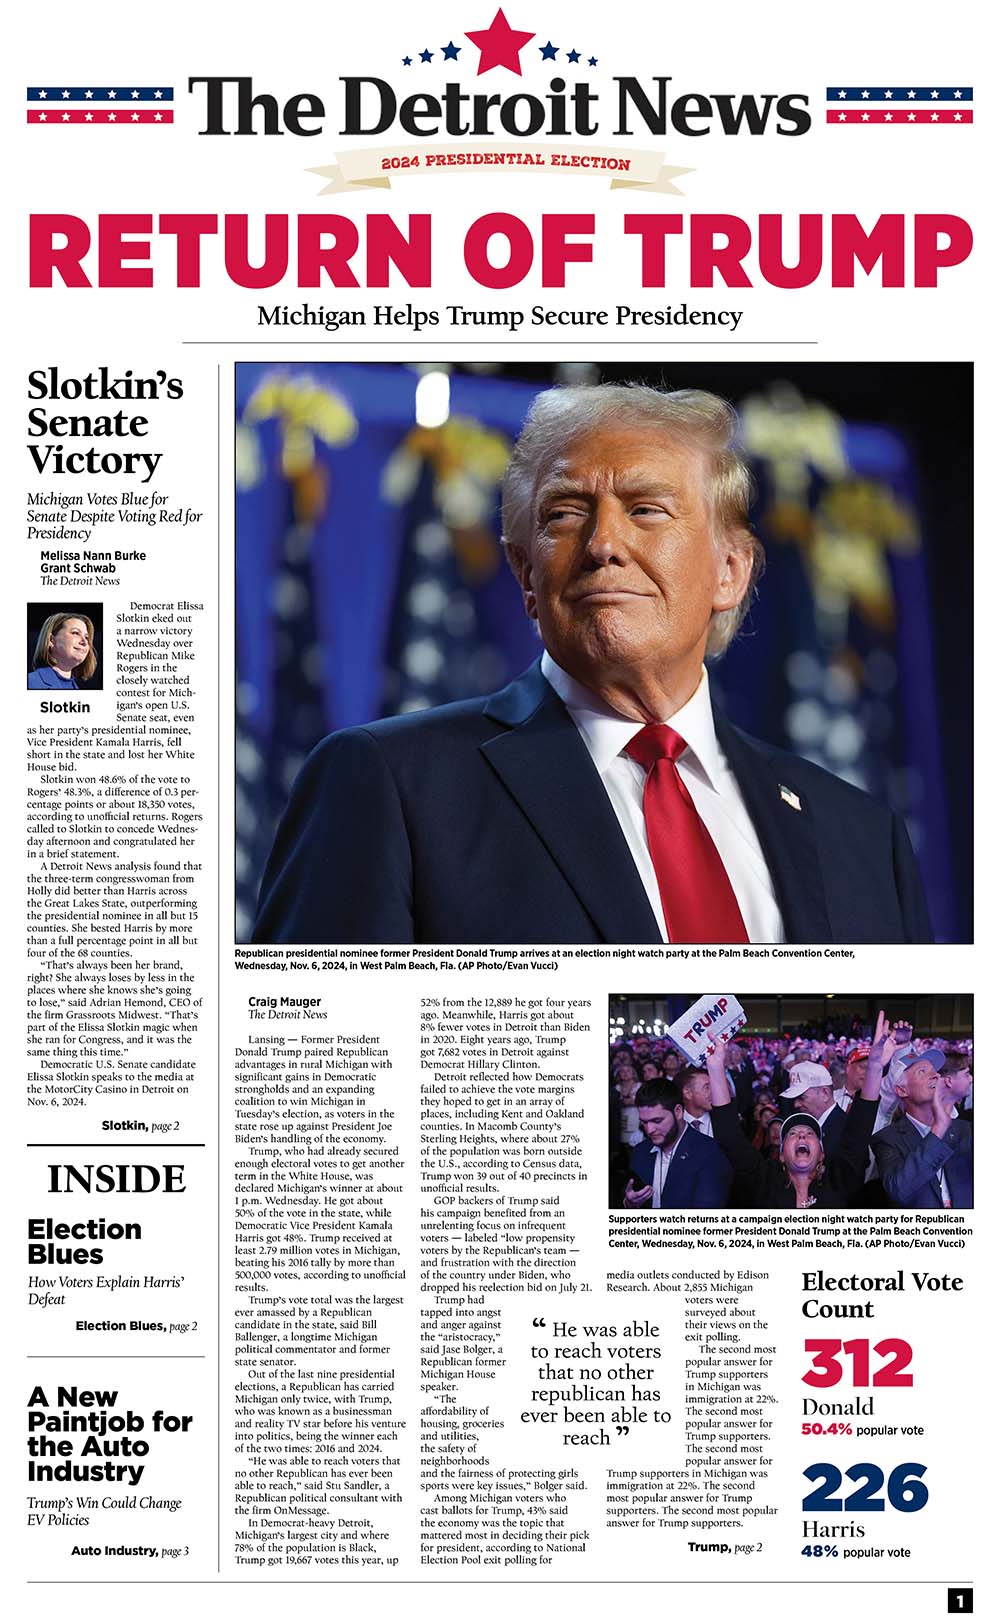 The Detroit News
2024 PRESIDENTIAL ELECTION
RETURN OF TRUMP
Michigan Helps Trump Secure Presidency
Slotkin's
Senate
Victory
Michigan Votes Blue for
Senate Despite Voting Red for
Presidency
Melissa Nann Burke
Grant Schwab
The Detroit News
Democrat Elissa
Slotkin eked out
a narrow victory
Wednesday over
Republican Mike
Rogers in the
closely watched
contest for Mich-
igan's open U.S.
Senate seat, even
Slotkin
as her party's presidential nominee,
Vice President Kamala Harris, fell
short in the state and lost her White
House bid.
Slotkin won 48.6% of the vote to
Rogers' 48.3%, a difference of 0.3 per-
centage points or about 18,350 votes,
according to unofficial returns. Rogers
called to Slotkin to concede Wednes-
day afternoon and congratulated her
in a brief statement.
A Detroit News analysis found that
the three-term congresswoman from
Holly did better than Harris across
the Great Lakes State, outperforming
the presidential nominee in all but 15
counties. She bested Harris by more
than a full percentage point in all but
four of the 68 counties.
"That's always been her brand,
right? She always loses by less in the
places where she knows she's going
to lose," said Adrian Hemond, CEO of
the firm Grassroots Midwest. "That's
part of the Elissa Slotkin magic when
she ran for Congress, and it was the
same thing this time."
Democratic U.S. Senate candidate
Elissa Slotkin speaks to the media at
the MotorCity Casino in Detroit on
Nov. 6, 2024.
Slotkin, page 2
INSIDE
Election
Blues
How Voters Explain Harris'
Defeat
Election Blues, page 2
A New
Paintjob for
the Auto
Industry
Trump's Win Could Change
EV Policies
Auto Industry, page 3
Republican presidential nominee former President Donald Trump arrives at an election night watch party at the Palm Beach Convention Center,
Wednesday, Nov. 6, 2024, in West Palm Beach, Fla. (AP Photo/Evan Vucci)
Craig Mauger
The Detroit News
Lansing — Former President
Donald Trump paired Republican
advantages in rural Michigan with
significant gains in Democratic
strongholds and an expanding
coalition to win Michigan in
Tuesday's election, as voters in the
state rose up against President Joe
Biden's handling of the economy.
Trump, who had already secured
enough electoral votes to get another
term in the White House, was
declared Michigan's winner at about
1 p.m. Wednesday. He got about
50% of the vote in the state, while
Democratic Vice President Kamala
Harris got 48%. Trump received at
least 2.79 million votes in Michigan,
beating his 2016 tally by more than
500,000 votes, according to unofficial
results.
Trump's vote total was the largest
ever amassed by a Republican
candidate in the state, said Bill
Ballenger, a longtime Michigan
political commentator and former
state senator.
Out of the last nine presidential
elections, a Republican has carried
Michigan only twice, with Trump,
who was known as a businessman
and reality TV star before his venture
into politics, being the winner each
of the two times: 2016 and 2024.
"He was able to reach voters that
no other Republican has ever been
able to reach," said Stu Sandler, a
Republican political consultant with
the firm OnMessage.
In Democrat-heavy Detroit,
Michigan's largest city and where
78% of the population is Black,
Trump got 19,667 votes this year, up
52% from the 12,889 he got four years
ago. Meanwhile, Harris got about
8% fewer votes in Detroit than Biden
in 2020. Eight years ago, Trump
got 7,682 votes in Detroit against
Democrat Hillary Clinton.
Detroit reflected how Democrats
failed to achieve the vote margins
they hoped to get in an array of
places, including Kent and Oakland
counties. In Macomb County's
Sterling Heights, where about 27%
of the population was born outside
the U.S., according to Census data,
Trump won 39 out of 40 precincts in
unofficial results.
GOP backers of Trump said
his campaign benefited from an
unrelenting focus on infrequent
voters — labeled "low propensity
voters by the Republican's team —
and frustration with the direction
of the country under Biden, who
dropped his reelection bid on July 21.
Trump had
tapped into angst
and anger against
the "aristocracy,"
said Jase Bolger, a
Republican former
Michigan House
speaker.
"The
affordability of
housing, groceries
and utilities,
the safety of
neighborhoods
and the fairness of protecting girls
sports were key issues," Bolger said.
Among Michigan voters who
cast ballots for Trump, 43% said
the economy was the topic that
mattered most in deciding their pick
for president, according to National
Election Pool exit polling for
“ He was able
to reach voters
that no other
republican has
ever been able to
reach ”
TRUMP
Supporters watch returns at a campaign election night watch party for Republican
presidential nominee former President Donald Trump at the Palm Beach Convention
Center, Wednesday, Nov. 6, 2024, in West Palm Beach, Fla. (AP Photo/Evan Vucci)
media outlets conducted by Edison
Research. About 2,855 Michigan
voters were
surveyed about
their views on the
exit polling.
The second most
popular answer for
Trump supporters
in Michigan was
immigration at 22%.
The second most
popular answer for
Trump supporters.
The second most
popular answer for
Trump supporters in Michigan was
immigration at 22%. The second
most popular answer for Trump
supporters. The second most popular
answer for Trump supporters.
Trump, page 2
Electoral Vote
Count
312
Donald
50.4% popular vote
226
Harris
48% popular vote
1